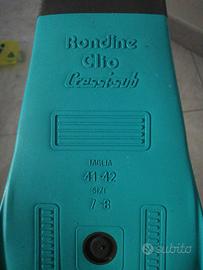 Rondine
Clio
Cressi-sub
TAGLIA
41-42
SIZE
7-8
subito